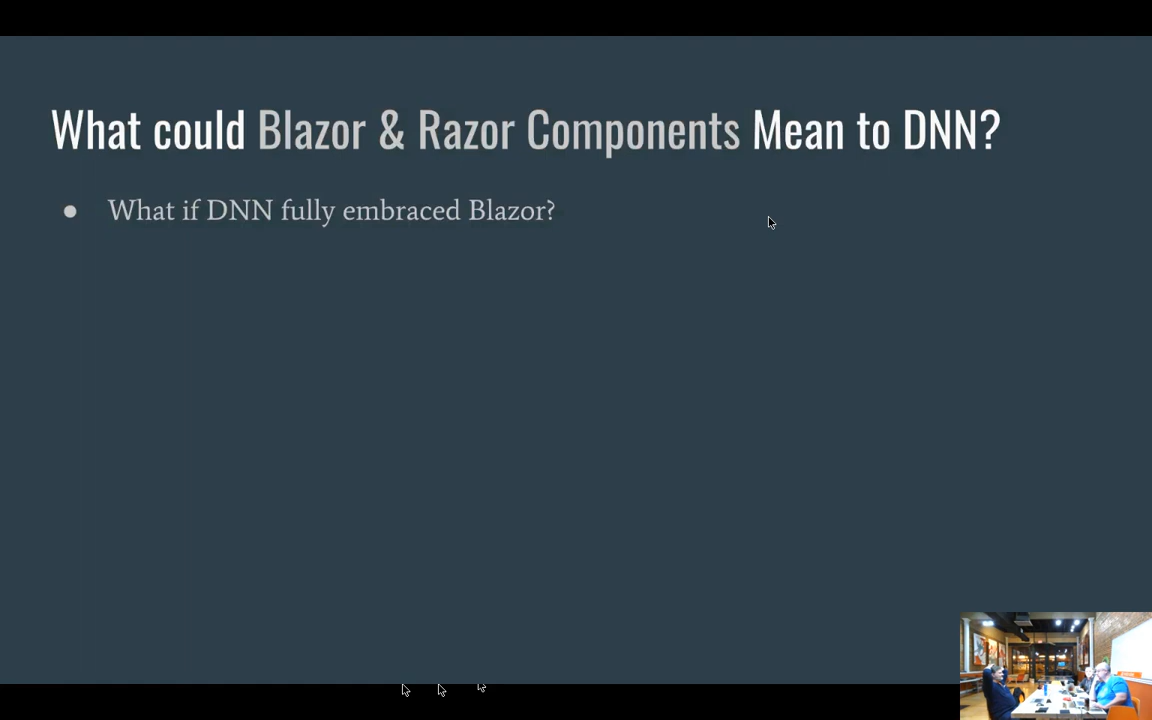 What could Blazor & Razor Components Mean to DNN?
● What if DNN fully embraced Blazor?